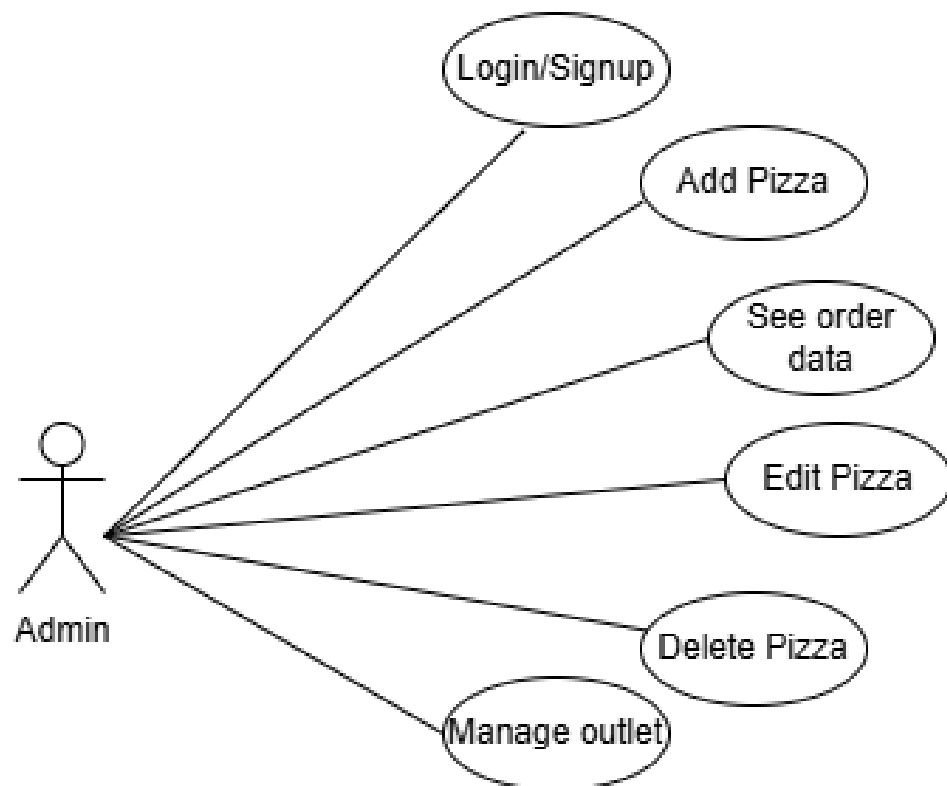 Login/Signup
Add Pizza
See order
data
Edit Pizza
Admin
Delete Pizza
Manage outlet